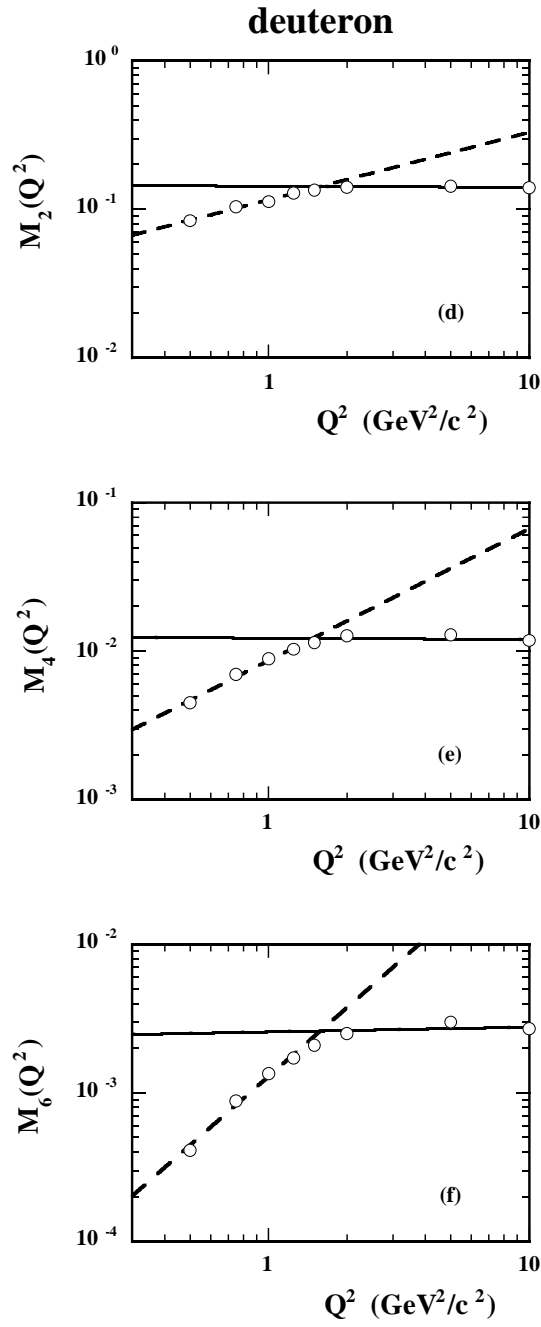 deuteron
10⁰
10⁻¹
10⁻²
M₂(Q²)
(d)
1
10
Q² (GeV²/c²)
10⁻¹
10⁻²
10⁻³
M₄(Q²)
(e)
1
10
Q² (GeV²/c²)
10⁻²
10⁻³
10⁻⁴
M₆(Q²)
(f)
1
10
Q² (GeV²/c²)